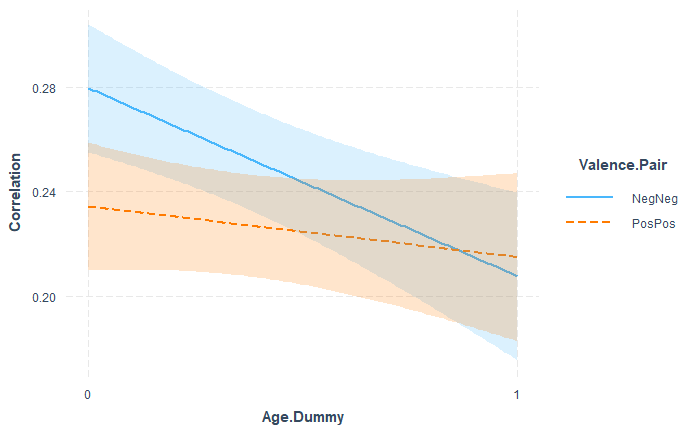 0.28
0.24
0.20
Correlation
0
1
Age.Dummy
Valence.Pair
NegNeg
PosPos